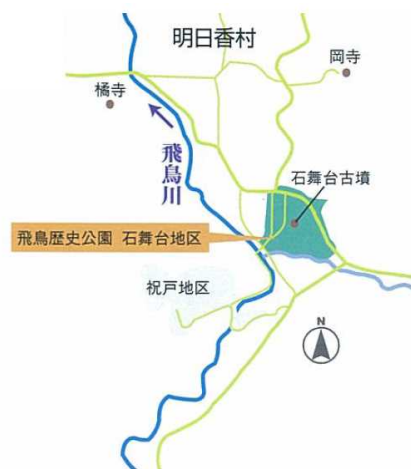 明日香村
岡寺
橘寺
飛鳥川
石舞台古墳
飛鳥歴史公園 石舞台地区
祝戸地区
N